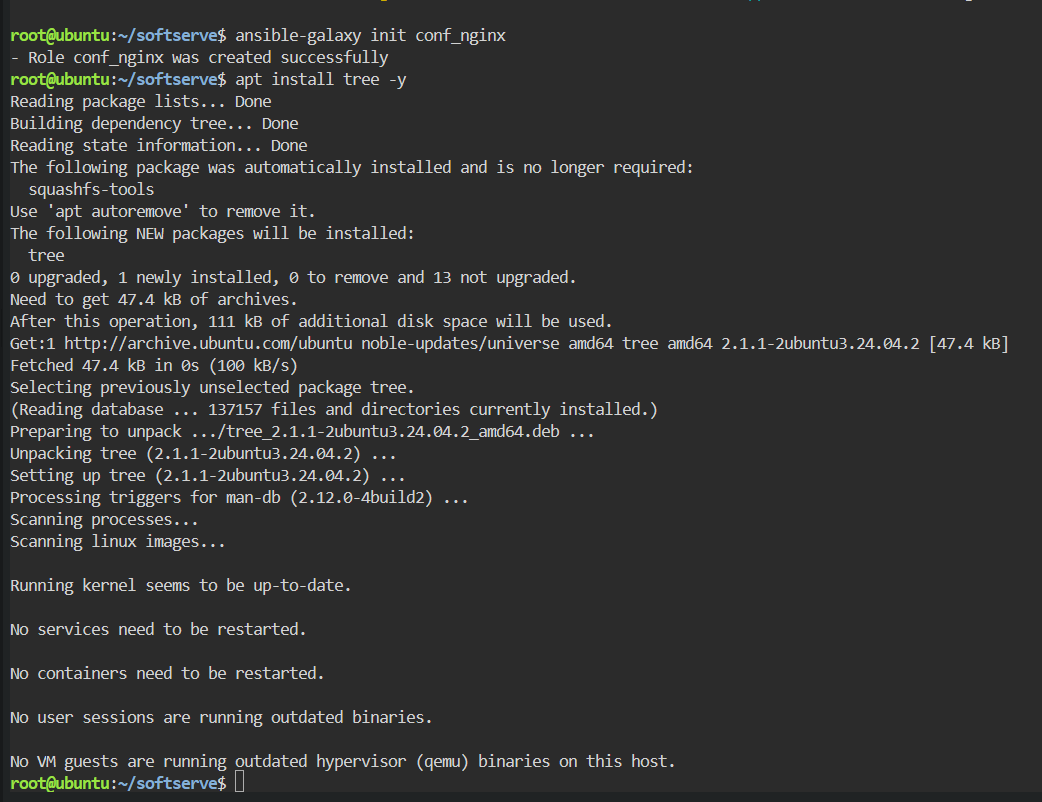 root@ubuntu:~/softserve$ ansible-galaxy init conf_nginx
- Role conf_nginx was created successfully
root@ubuntu:~/softserve$ apt install tree -y
Reading package lists... Done
Building dependency tree... Done
Reading state information... Done
The following package was automatically installed and is no longer required:
  squashfs-tools
Use 'apt autoremove' to remove it.
The following NEW packages will be installed:
  tree
0 upgraded, 1 newly installed, 0 to remove and 13 not upgraded.
Need to get 47.4 kB of archives.
After this operation, 111 kB of additional disk space will be used.
Get:1 http://archive.ubuntu.com/ubuntu noble-updates/universe amd64 tree amd64 2.1.1-2ubuntu3.24.04.2 [47.4 kB]
Fetched 47.4 kB in 0s (100 kB/s)
Selecting previously unselected package tree.
(Reading database ... 137157 files and directories currently installed.)
Preparing to unpack .../tree_2.1.1-2ubuntu3.24.04.2_amd64.deb ...
Unpacking tree (2.1.1-2ubuntu3.24.04.2) ...
Setting up tree (2.1.1-2ubuntu3.24.04.2) ...
Processing triggers for man-db (2.12.0-4build2) ...
Scanning processes...
Scanning linux images...

Running kernel seems to be up-to-date.

No services need to be restarted.

No containers need to be restarted.

No user sessions are running outdated binaries.

No VM guests are running outdated hypervisor (qemu) binaries on this host.
root@ubuntu:~/softserve$